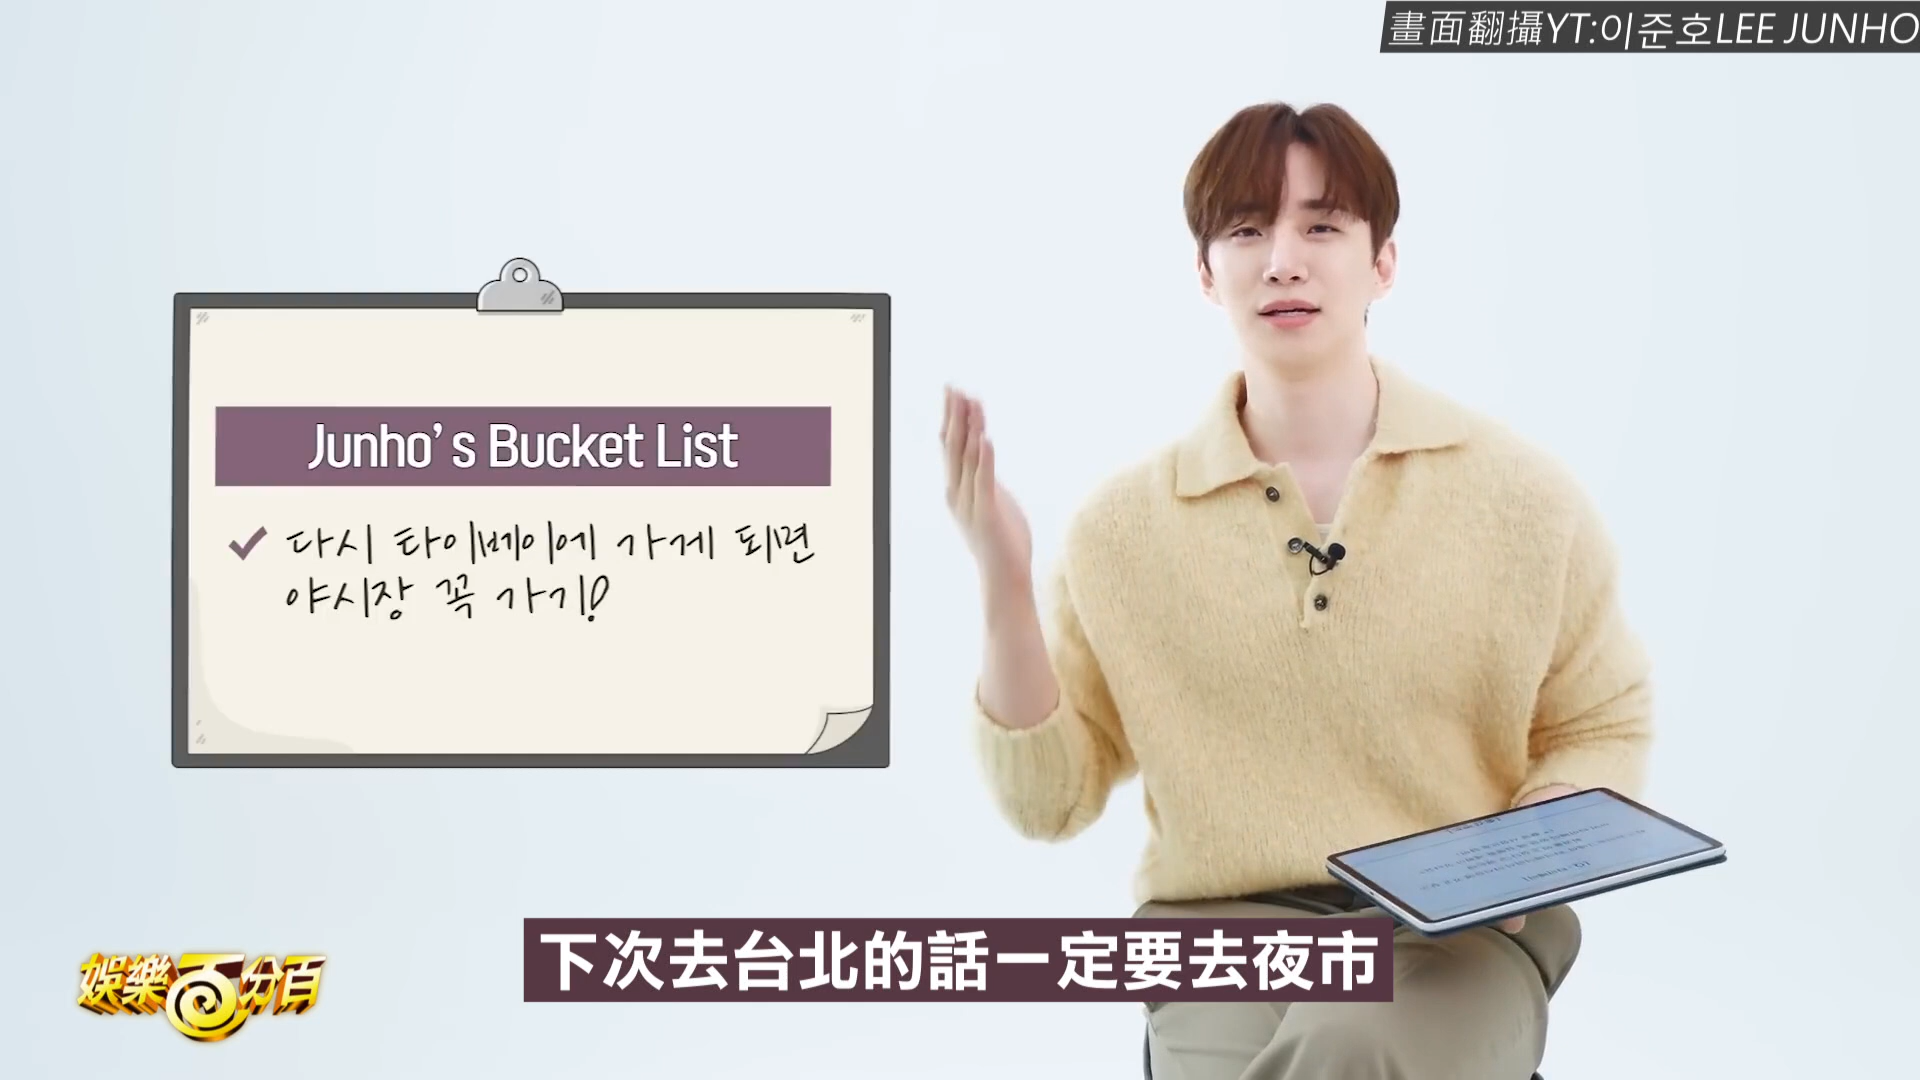 畫面翻攝YT:이준호LEE JUNHO
Junho's Bucket List
다시 타이베이에 가게 되면
야시장 꼭 가기!
下次去台北的話一定要去夜市
娛樂百分百